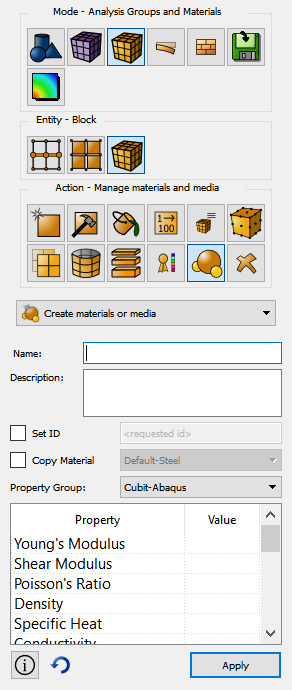 Mode - Analysis Groups and Materials
Entity - Block
Action - Manage materials and media
1→
100
Create materials or media
Name:
Description:
Set ID <requested id>
Copy Material Default-Steel
Property Group: Cubit-Abaqus
Property Value
Young's Modulus
Shear Modulus
Poisson's Ratio
Density
Specific Heat
Conductivity
Apply